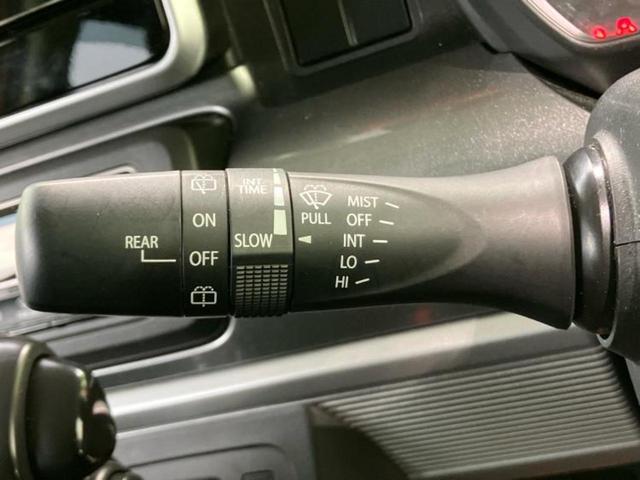 REAR
ON
OFF
INT.
TIME
SLOW
PULL
MIST
OFF
INT
LO
HI